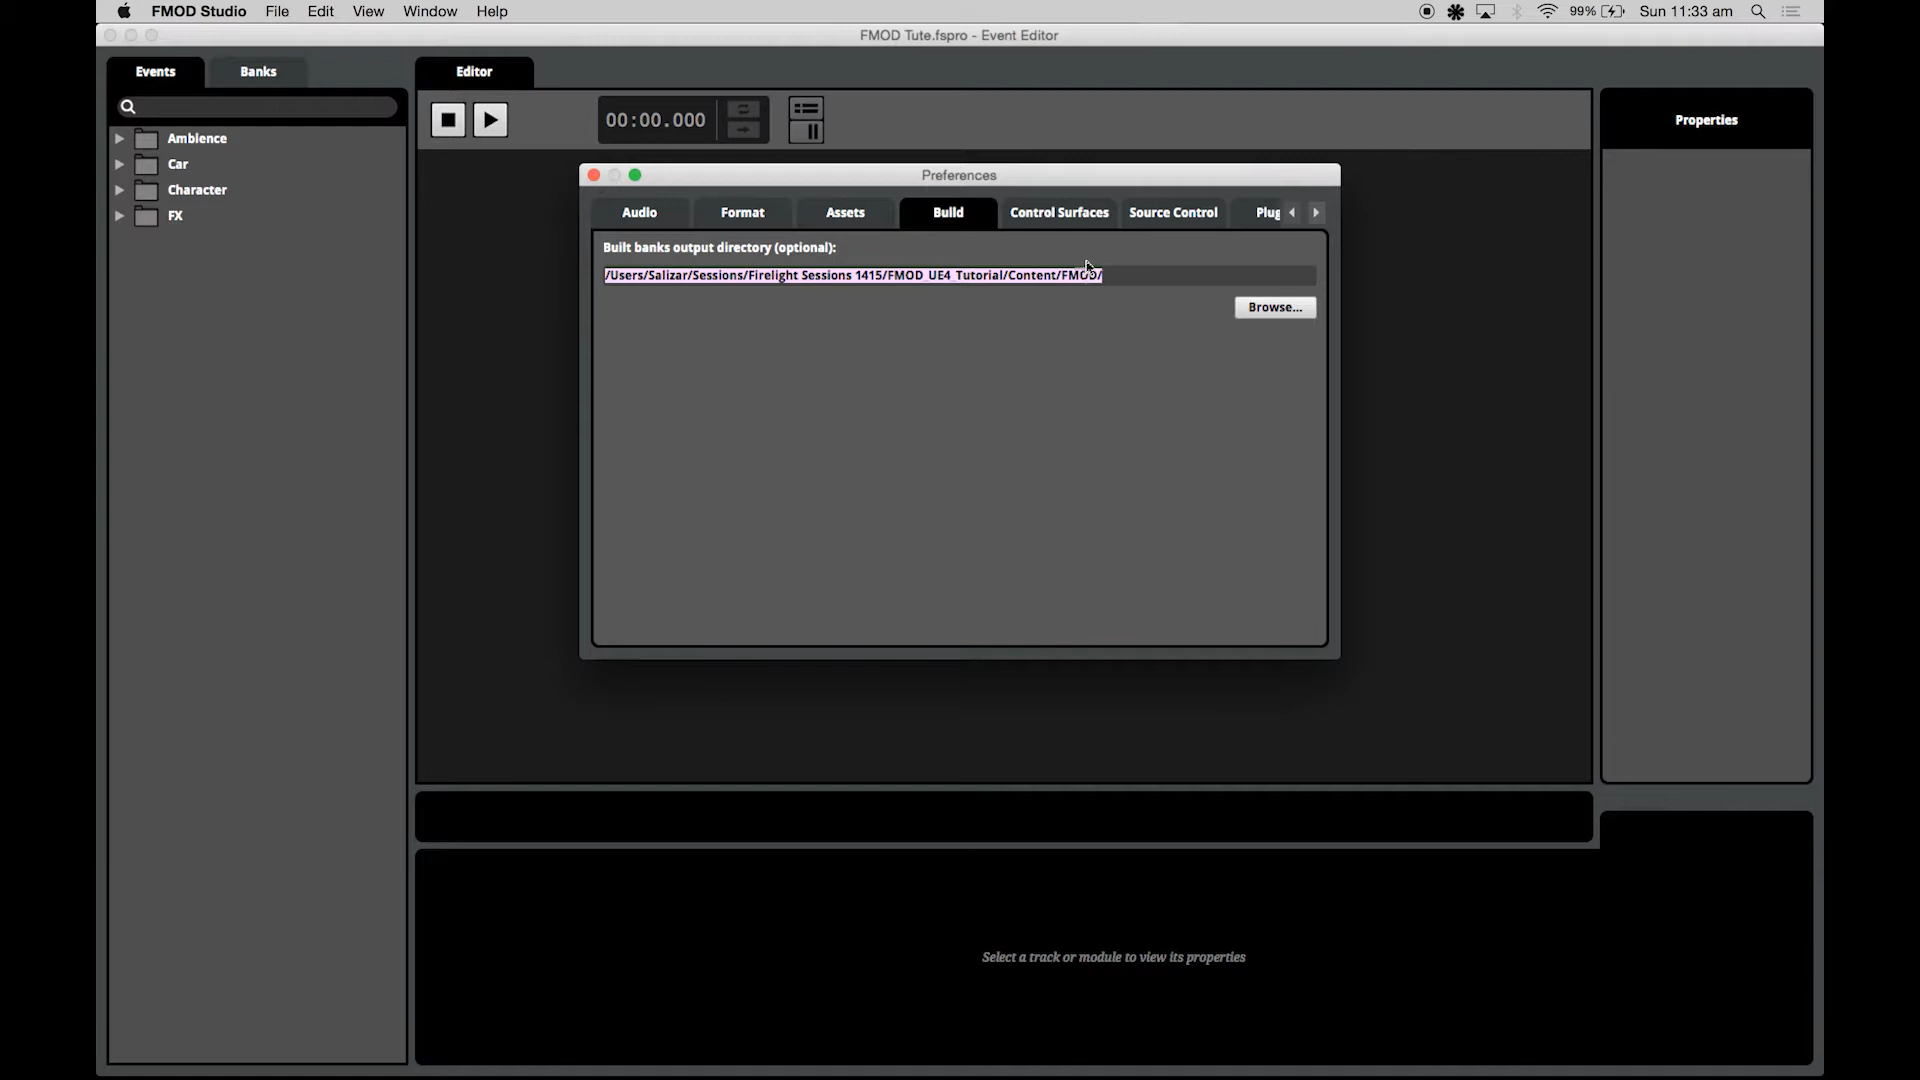 FMOD Studio File Edit View Window Help 99% Sun 11:33 am
FMOD Tute.fspro - Event Editor
Events Banks Editor
00:00.000
Properties
Ambience
Car
Character
FX
Preferences
Audio Format Assets Build Control Surfaces Source Control Plug
Built banks output directory (optional):
/Users/Salizar/Sessions/Firelight Sessions 1415/FMOD_UE4_Tutorial/Content/FMOD/
Browse...
Select a track or module to view its properties